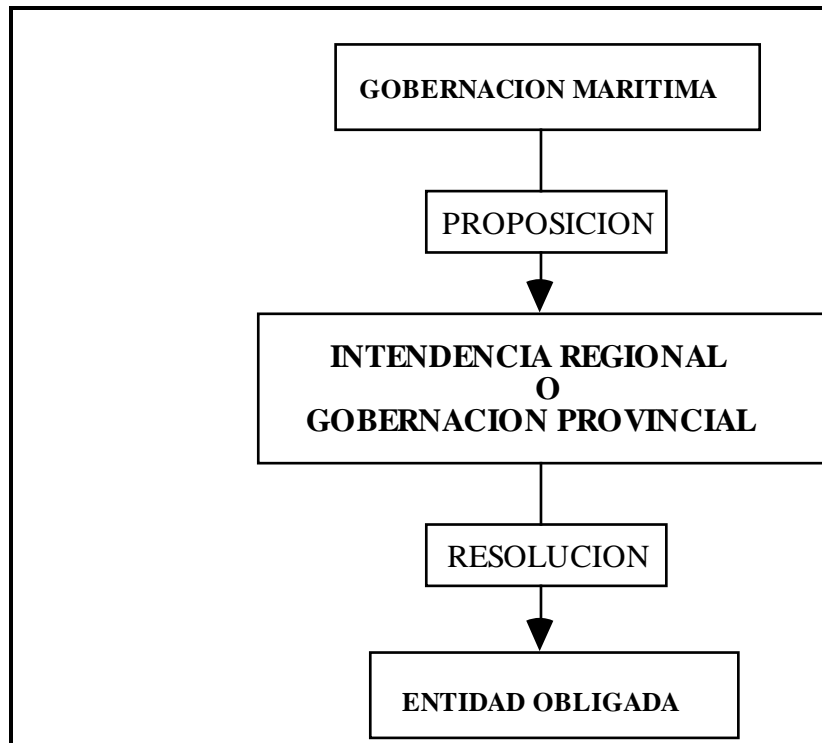 GOBERNACION MARITIMA
PROPOSICION
INTENDENCIA REGIONAL
O
GOBERNACION PROVINCIAL
RESOLUCION
ENTIDAD OBLIGADA